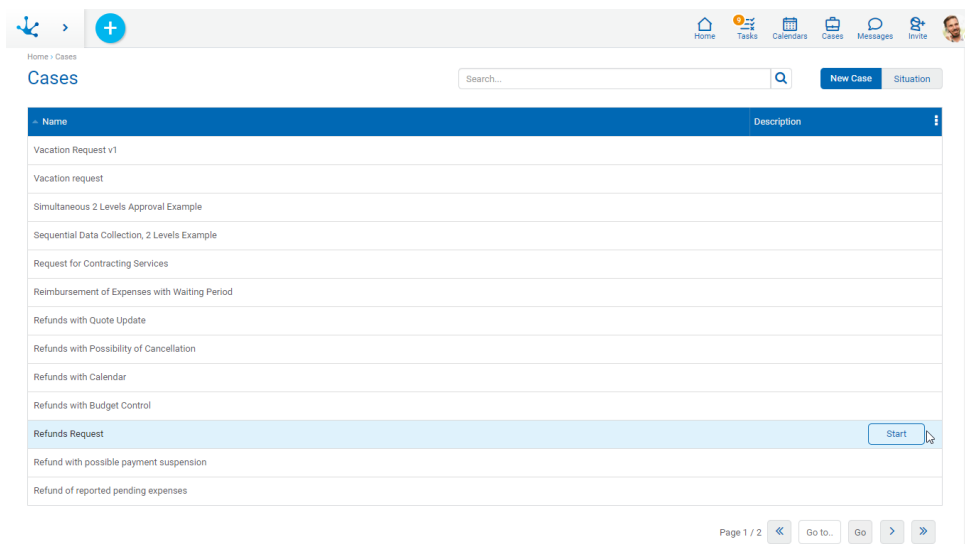 9
Home Tasks Calendars Cases Messages Invite
Home › Cases
Cases
Search...
New Case Situation
Name Description
Vacation Request v1
Vacation request
Simultaneous 2 Levels Approval Example
Sequential Data Collection, 2 Levels Example
Request for Contracting Services
Reimbursement of Expenses with Waiting Period
Refunds with Quote Update
Refunds with Possibility of Cancellation
Refunds with Calendar
Refunds with Budget Control
Refunds Request Start
Refund with possible payment suspension
Refund of reported pending expenses
Page 1 / 2 « Go to.. Go > »